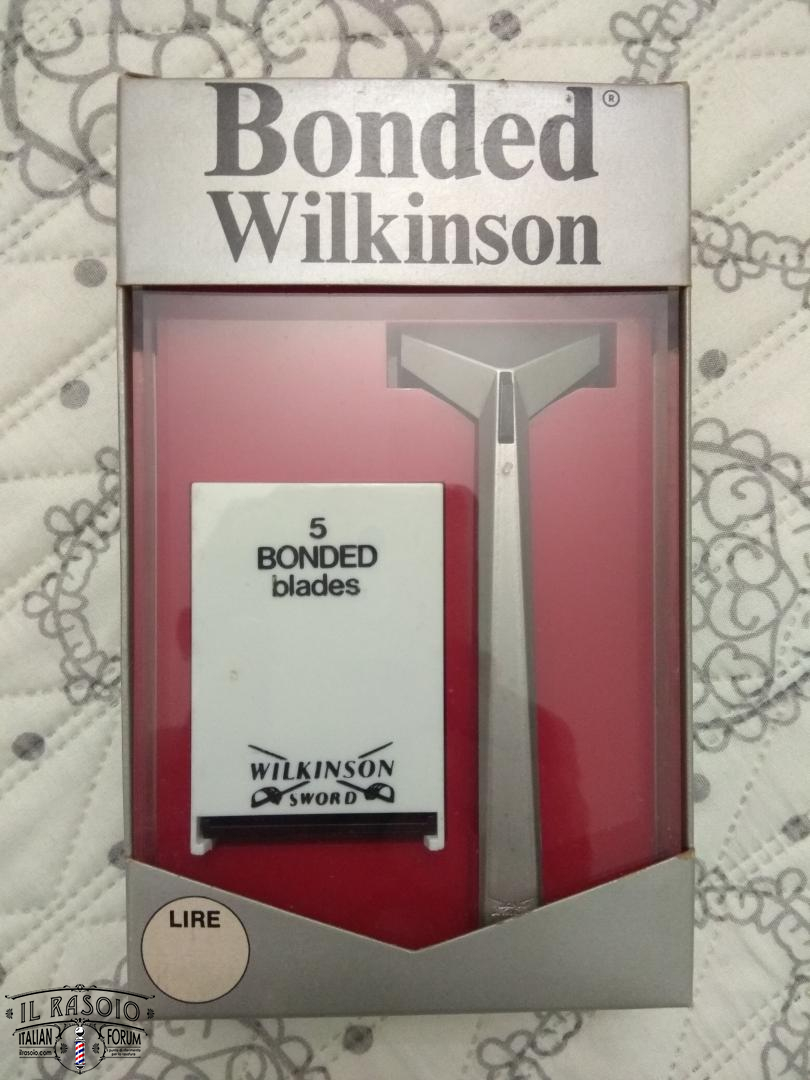 Bonded®
Wilkinson
5
BONDED
blades
WILKINSON
SWORD
LIRE
IL RASOIO
ITALIAN FORUM
ilrasoio.com